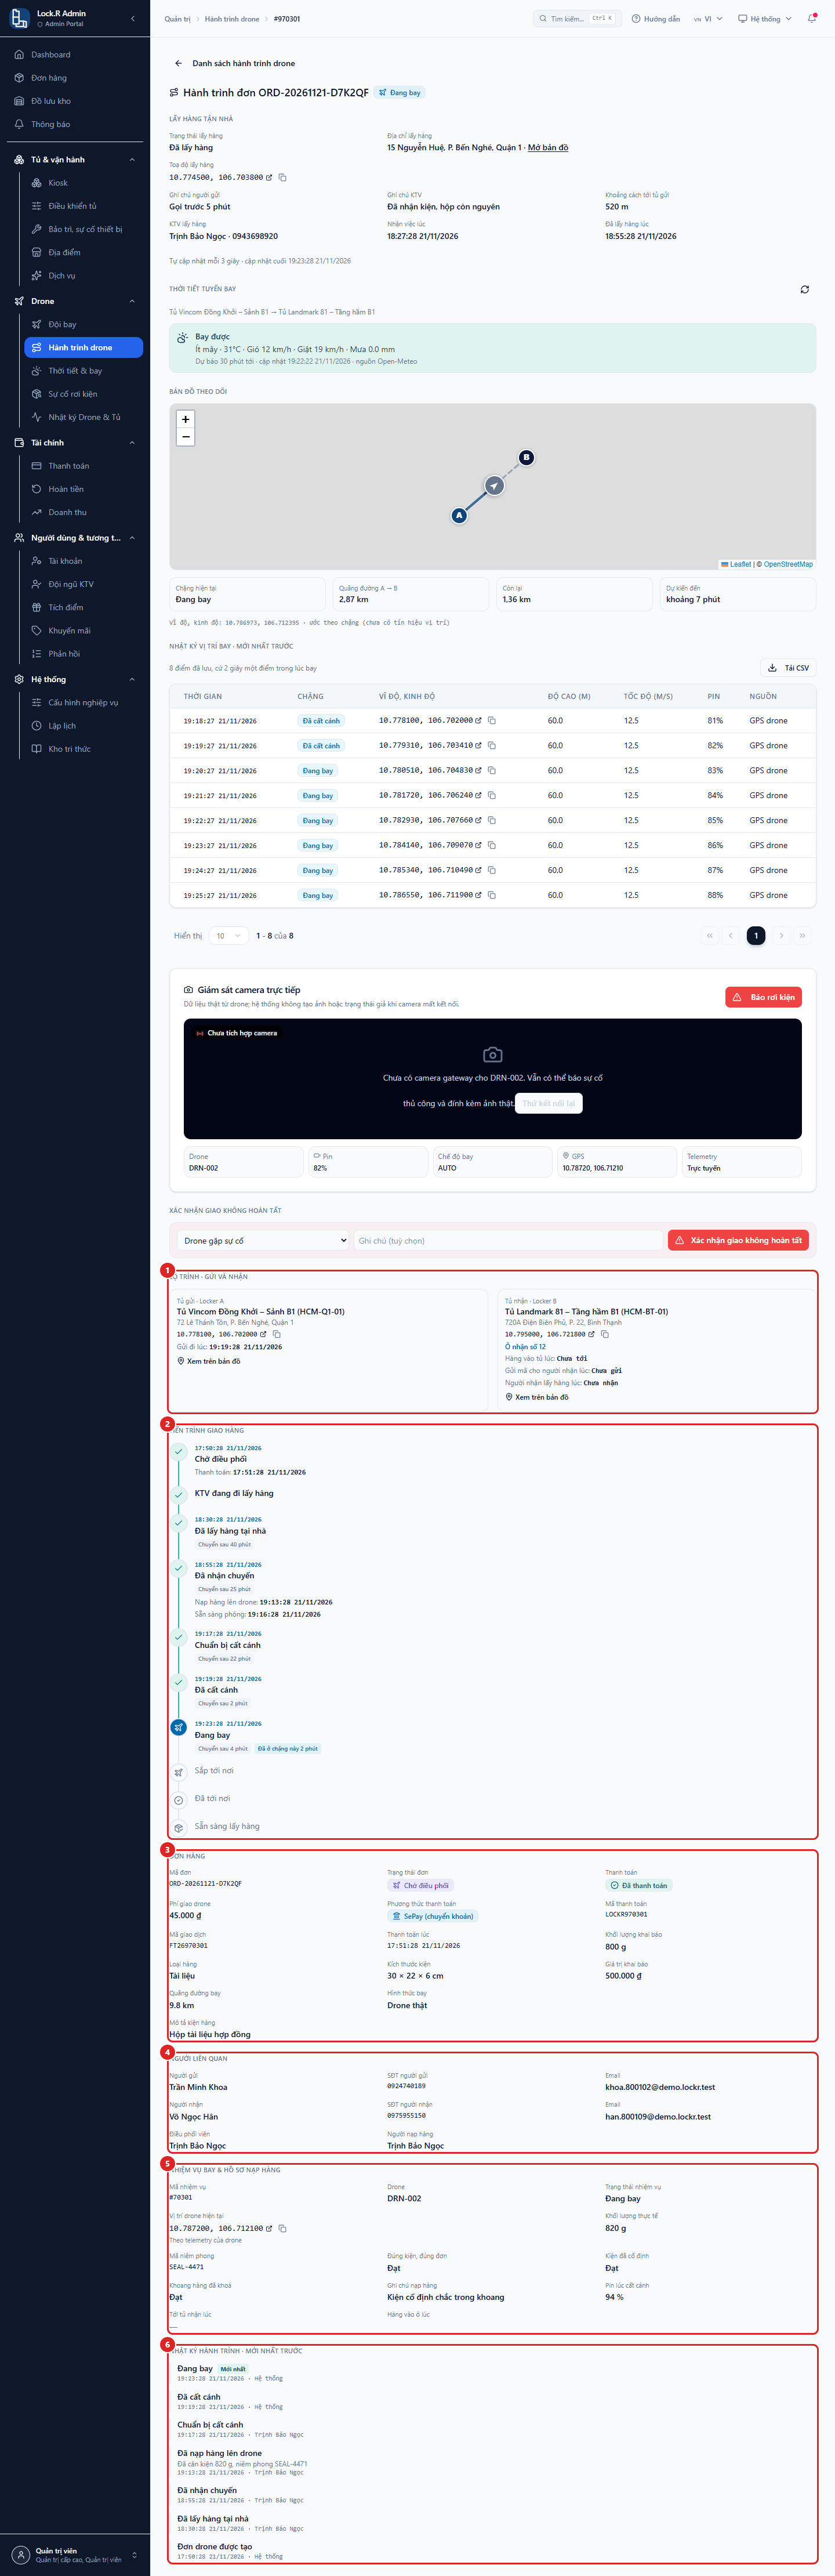 Lock.R Admin
Admin Portal
Dashboard
Đơn hàng
Đồ lưu kho
Thông báo
Tủ & vận hành
Kiosk
Điều khiển tủ
Bảo trì, sự cố thiết bị
Địa điểm
Dịch vụ
Drone
Đội bay
Hành trình drone
Thời tiết & bay
Sự cố rơi kiện
Nhật ký Drone & Tủ
Tài chính
Thanh toán
Hoàn tiền
Doanh thu
Người dùng & tương t...
Tài khoản
Đội ngũ KTV
Tích điểm
Khuyến mãi
Phản hồi
Hệ thống
Cấu hình nghiệp vụ
Lập lịch
Kho tri thức
Quản trị viên
Quản trị cấp cao, Quản trị viên
Quản trị > Hành trình drone > #970301
Tìm kiếm... Ctrl K
Hướng dẫn
VN VI
Hệ thống
Danh sách hành trình drone
Hành trình đơn ORD-20261121-D7K2QF Đang bay
LẤY HÀNG TẬN NHÀ
Trạng thái lấy hàng
Đã lấy hàng
Địa chỉ lấy hàng
15 Nguyễn Huệ, P. Bến Nghé, Quận 1 · Mở bản đồ
Toạ độ lấy hàng
10.774500, 106.703800
Ghi chú người gửi
Gọi trước 5 phút
Ghi chú KTV
Đã nhận kiện, hộp còn nguyên
Khoảng cách tới tủ gửi
520 m
KTV lấy hàng
Trịnh Bảo Ngọc · 0943698920
Nhận việc lúc
18:27:28 21/11/2026
Đã lấy hàng lúc
18:55:28 21/11/2026
Tự cập nhật mỗi 3 giây · cập nhật cuối 19:23:28 21/11/2026
THỜI TIẾT TUYẾN BAY
Tủ Vincom Đồng Khởi – Sảnh B1 → Tủ Landmark 81 – Tầng hầm B1
Bay được
Ít mây · 31°C · Gió 12 km/h · Giật 19 km/h · Mưa 0.0 mm
Dự báo 30 phút tới · cập nhật 19:22:22 21/11/2026 · nguồn Open-Meteo
BẢN ĐỒ THEO DÕI
+
−
A
B
Leaflet | © OpenStreetMap
Chặng hiện tại
Đang bay
Quãng đường A → B
2,87 km
Còn lại
1,36 km
Dự kiến đến
khoảng 7 phút
Vĩ độ, kinh độ: 10.786973, 106.712395 · ước theo chặng (chưa có tín hiệu vị trí)
NHẬT KÝ VỊ TRÍ BAY · MỚI NHẤT TRƯỚC
8 điểm đã lưu, cứ 2 giây một điểm trong lúc bay
Tải CSV
THỜI GIAN CHẶNG VĨ ĐỘ, KINH ĐỘ ĐỘ CAO (M) TỐC ĐỘ (M/S) PIN NGUỒN
19:18:27 21/11/2026 Đã cất cánh 10.778100, 106.702000 60.0 12.5 81% GPS drone
19:19:27 21/11/2026 Đã cất cánh 10.779310, 106.703410 60.0 12.5 82% GPS drone
19:20:27 21/11/2026 Đang bay 10.780510, 106.704830 60.0 12.5 83% GPS drone
19:21:27 21/11/2026 Đang bay 10.781720, 106.706240 60.0 12.5 84% GPS drone
19:22:27 21/11/2026 Đang bay 10.782930, 106.707660 60.0 12.5 85% GPS drone
19:23:27 21/11/2026 Đang bay 10.784140, 106.709070 60.0 12.5 86% GPS drone
19:24:27 21/11/2026 Đang bay 10.785340, 106.710490 60.0 12.5 87% GPS drone
19:25:27 21/11/2026 Đang bay 10.786550, 106.711900 60.0 12.5 88% GPS drone
Hiển thị 10 1 - 8 của 8
1
Giám sát camera trực tiếp
Dữ liệu thật từ drone; hệ thống không tạo ảnh hoặc trạng thái giả khi camera mất kết nối.
Báo rơi kiện
Chưa tích hợp camera
Chưa có camera gateway cho DRN-002. Vẫn có thể báo sự cố
thủ công và đính kèm ảnh thật. Thử kết nối lại
Drone
DRN-002
Pin
82%
Chế độ bay
AUTO
GPS
10.78720, 106.71210
Telemetry
Trực tuyến
XÁC NHẬN GIAO KHÔNG HOÀN TẤT
Drone gặp sự cố
Ghi chú (tuỳ chọn)
Xác nhận giao không hoàn tất
1
LỘ TRÌNH · GỬI VÀ NHẬN
Tủ gửi · Locker A
Tủ Vincom Đồng Khởi – Sảnh B1 (HCM-Q1-01)
72 Lê Thánh Tôn, P. Bến Nghé, Quận 1
10.778100, 106.702000
Gửi đi lúc: 19:19:28 21/11/2026
Xem trên bản đồ
Tủ nhận · Locker B
Tủ Landmark 81 – Tầng hầm B1 (HCM-BT-01)
720A Điện Biên Phủ, P. 22, Bình Thạnh
10.795000, 106.721800
Ô nhận số 12
Hàng vào tủ lúc: Chưa tới
Gửi mã cho người nhận lúc: Chưa gửi
Người nhận lấy hàng lúc: Chưa nhận
Xem trên bản đồ
2
TIẾN TRÌNH GIAO HÀNG
17:50:28 21/11/2026
Chờ điều phối
Thanh toán: 17:51:28 21/11/2026
KTV đang đi lấy hàng
18:30:28 21/11/2026
Đã lấy hàng tại nhà
Chuyển sau 40 phút
18:55:28 21/11/2026
Đã nhận chuyến
Chuyển sau 25 phút
Nạp hàng lên drone: 19:13:28 21/11/2026
Sẵn sàng phóng: 19:16:28 21/11/2026
19:17:28 21/11/2026
Chuẩn bị cất cánh
Chuyển sau 22 phút
19:19:28 21/11/2026
Đã cất cánh
Chuyển sau 2 phút
19:23:28 21/11/2026
Đang bay
Chuyển sau 4 phút Đã ở chặng này 2 phút
Sắp tới nơi
Đã tới nơi
Sẵn sàng lấy hàng
3
ĐƠN HÀNG
Mã đơn
ORD-20261121-D7K2QF
Trạng thái đơn
Chờ điều phối
Thanh toán
Đã thanh toán
Phí giao drone
45.000 ₫
Phương thức thanh toán
SePay (chuyển khoản)
Mã thanh toán
LOCKR970301
Mã giao dịch
FT26970301
Thanh toán lúc
17:51:28 21/11/2026
Khối lượng khai báo
800 g
Loại hàng
Tài liệu
Kích thước kiện
30 × 22 × 6 cm
Giá trị khai báo
500.000 ₫
Quãng đường bay
9.8 km
Hình thức bay
Drone thật
Mô tả kiện hàng
Hộp tài liệu hợp đồng
4
NGƯỜI LIÊN QUAN
Người gửi
Trần Minh Khoa
SĐT người gửi
0924740189
Email
khoa.800102@demo.lockr.test
Người nhận
Võ Ngọc Hân
SĐT người nhận
0975955150
Email
han.800109@demo.lockr.test
Điều phối viên
Trịnh Bảo Ngọc
Người nạp hàng
Trịnh Bảo Ngọc
5
NHIỆM VỤ BAY & HỒ SƠ NẠP HÀNG
Mã nhiệm vụ
#70301
Drone
DRN-002
Trạng thái nhiệm vụ
Đang bay
Vị trí drone hiện tại
10.787200, 106.712100
Theo telemetry của drone
Khối lượng thực tế
820 g
Mã niêm phong
SEAL-4471
Đúng kiện, đúng đơn
Đạt
Kiện đã cố định
Đạt
Khoang hàng đã khoá
Đạt
Ghi chú nạp hàng
Kiện cố định chắc trong khoang
Pin lúc cất cánh
94 %
Tới tủ nhận lúc
—
Hàng vào ô lúc
6
NHẬT KÝ HÀNH TRÌNH · MỚI NHẤT TRƯỚC
Đang bay Mới nhất
19:23:28 21/11/2026 · Hệ thống
Đã cất cánh
19:19:28 21/11/2026 · Hệ thống
Chuẩn bị cất cánh
19:17:28 21/11/2026 · Trịnh Bảo Ngọc
Đã nạp hàng lên drone
Đã cân kiện 820 g, niêm phong SEAL-4471
19:13:28 21/11/2026 · Trịnh Bảo Ngọc
Đã nhận chuyến
18:55:28 21/11/2026 · Trịnh Bảo Ngọc
Đã lấy hàng tại nhà
18:30:28 21/11/2026 · Trịnh Bảo Ngọc
Đơn drone được tạo
17:50:28 21/11/2026 · Hệ thống